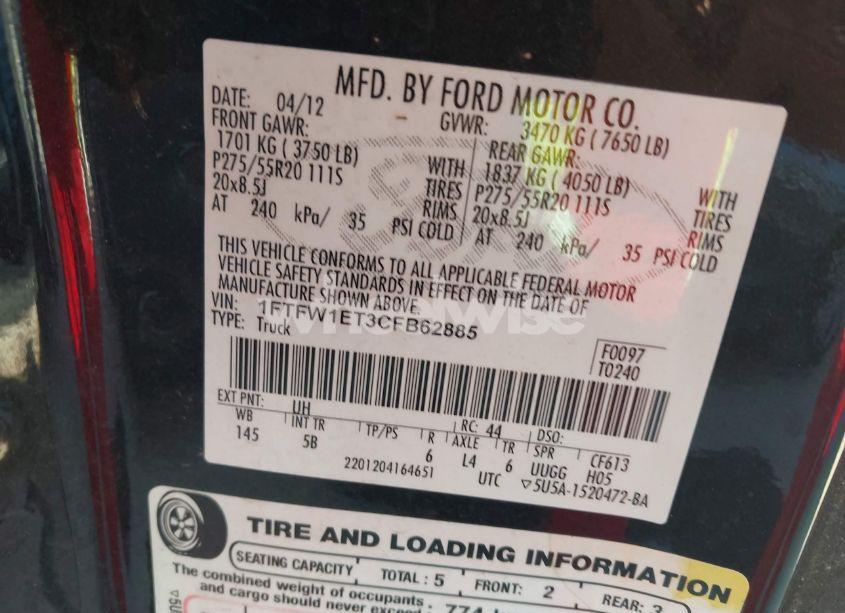 MFD. BY FORD MOTOR CO.
DATE: 04/12 GVWR: 3470 KG ( 7650 LB)
FRONT GAWR: REAR GAWR:
1701 KG ( 3750 LB) WITH 1837 KG ( 4050 LB) WITH
P275/55R20 111S TIRES P275/55R20 111S TIRES
20x8.5J RIMS 20x8.5J RIMS
AT 240 kPa/ 35 PSI COLD AT 240 kPa/ 35 PSI COLD
THIS VEHICLE CONFORMS TO ALL APPLICABLE FEDERAL MOTOR
VEHICLE SAFETY STANDARDS IN EFFECT ON THE DATE OF
MANUFACTURE SHOWN ABOVE.
VIN: 1FTFW1ET3CFB62885
TYPE: Truck
wheelwise
F0097
T0240
EXT PNT: UH RC: 44 DSO:
WB INT TR TP/PS R AXLE TR SPR CF613
145 5B 6 L4 6 UUGG H05
2201204164651 UTC ▽5U5A-1520472-BA
TIRE AND LOADING INFORMATION
SEATING CAPACITY TOTAL : 5 FRONT: 2 REAR: 3
The combined weight of occupants
and cargo should never exceed 774